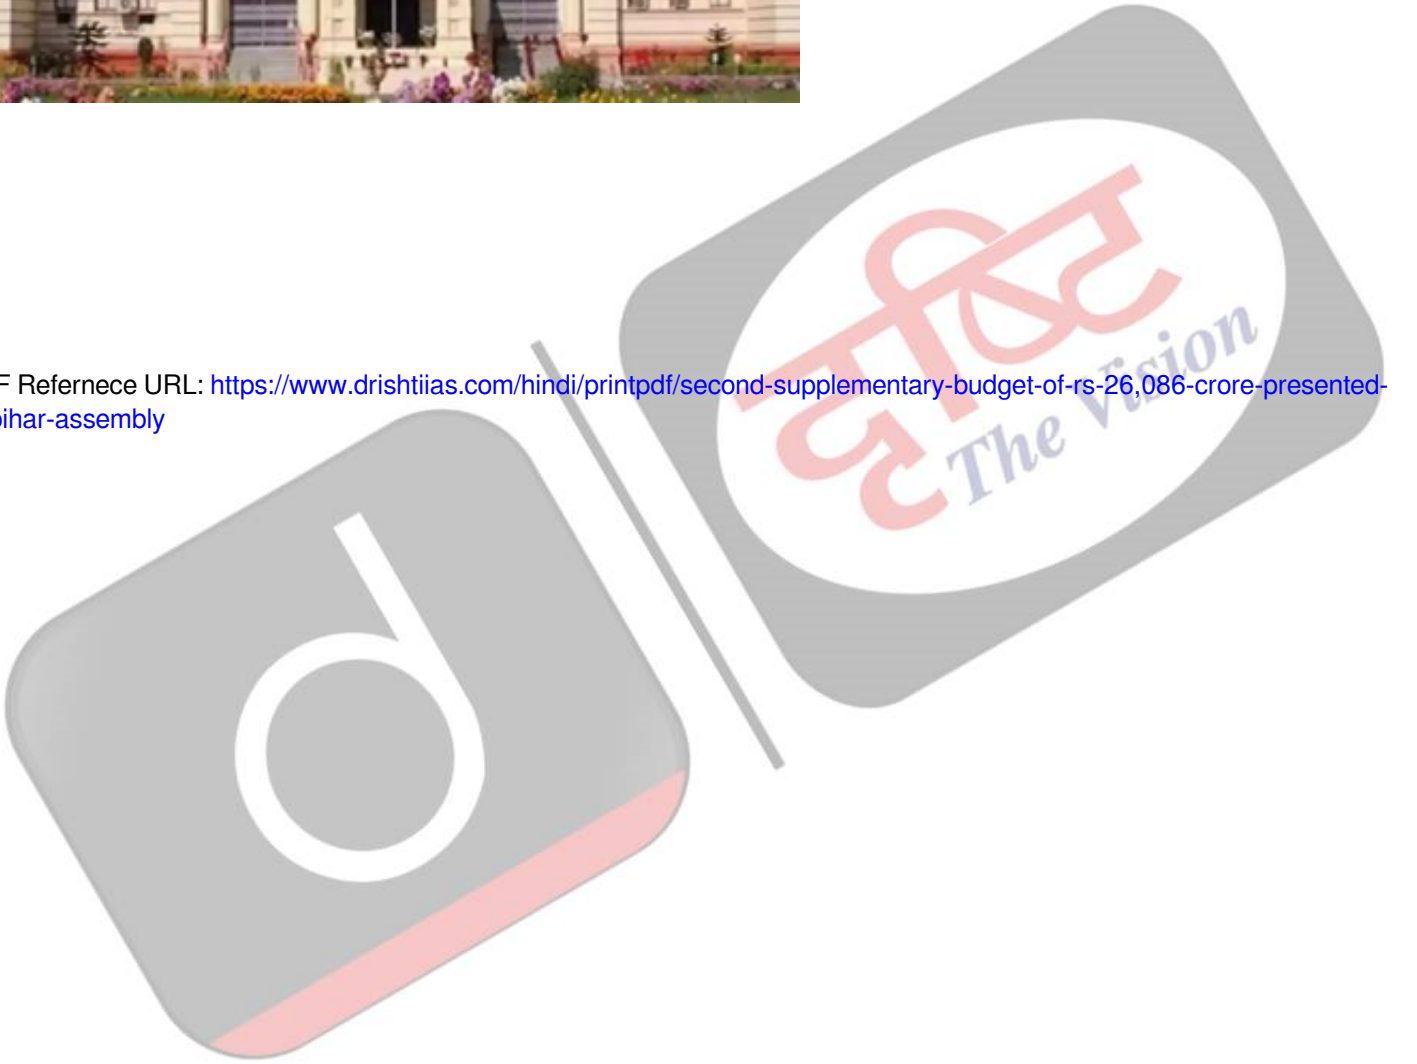 F Refernece URL: https://www.drishtiias.com/hindi/printpdf/second-supplementary-budget-of-rs-26,086-crore-presented-
bihar-assembly
दृष्टि
The Vision
d